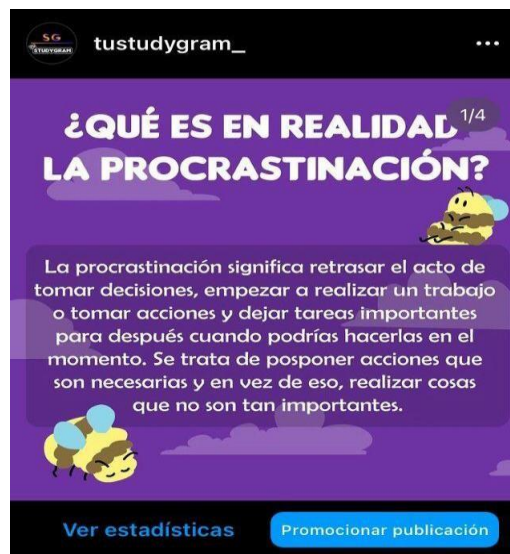 SG
STUDYGRAM
tustudygram_
1/4
¿QUÉ ES EN REALIDAD
LA PROCRASTINACIÓN?
La procrastinación significa retrasar el acto de
tomar decisiones, empezar a realizar un trabajo
o tomar acciones y dejar tareas importantes
para después cuando podrías hacerlas en el
momento. Se trata de posponer acciones que
son necesarias y en vez de eso, realizar cosas
que no son tan importantes.
Ver estadísticas
Promocionar publicación